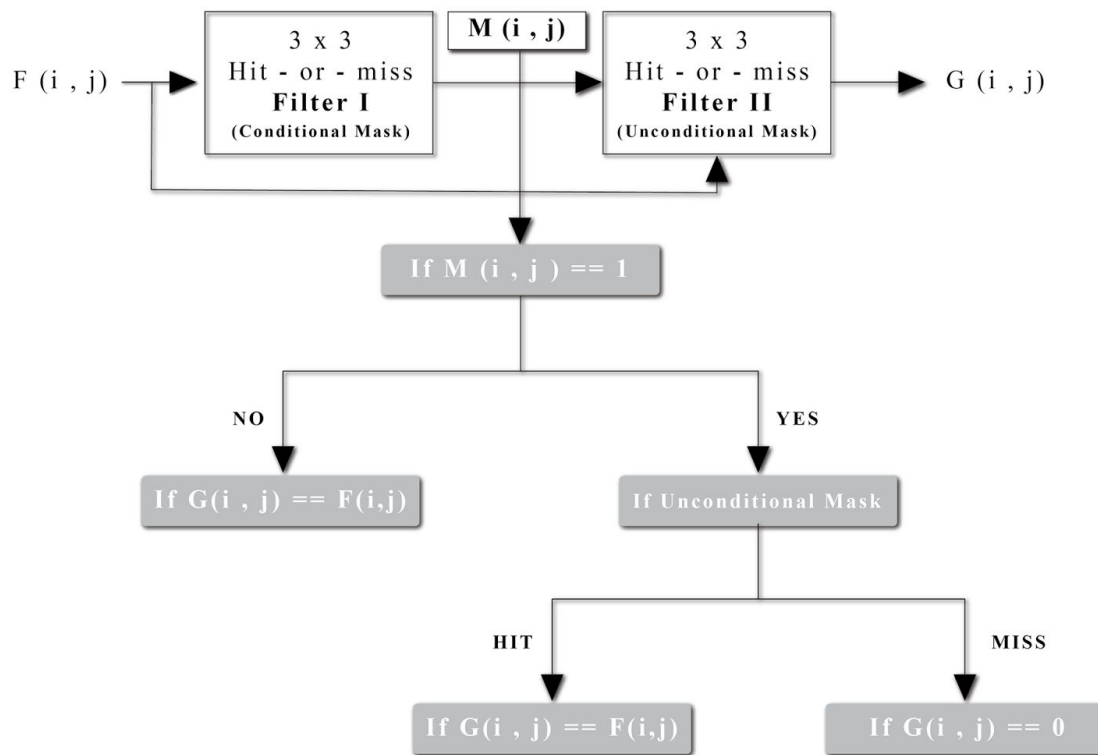 M (i , j)
F (i , j)
3 x 3
Hit - or - miss
Filter I
(Conditional Mask)
3 x 3
Hit - or - miss
Filter II
(Unconditional Mask)
G (i , j)
If M (i , j ) == 1
NO
YES
If G(i , j) == F(i,j)
If Unconditional Mask
HIT
MISS
If G(i , j) == F(i,j)
If G(i , j) == 0